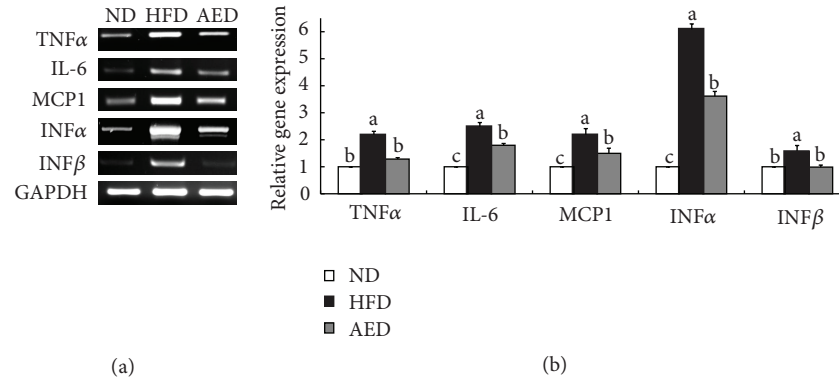 ND HFD AED
TNFα
IL-6
MCP1
INFα
INFβ
GAPDH
(a)
Relative gene expression
6
5
4
3
2
1
0
b a b
c a b
c a b
c a b
b a b
TNFα IL-6 MCP1 INFα INFβ
ND
HFD
AED
(b)